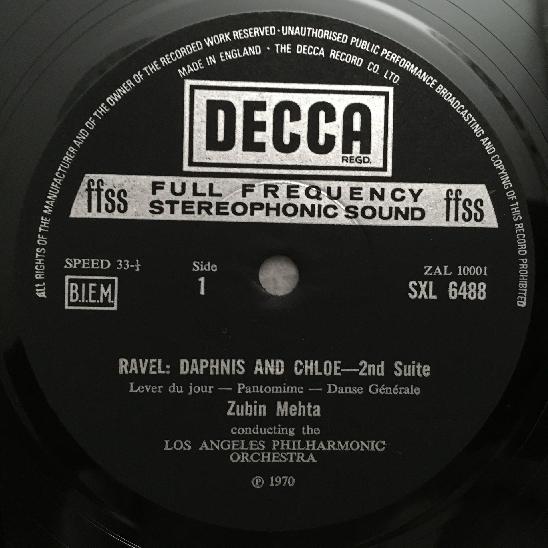 ALL RIGHTS OF THE MANUFACTURER AND OF THE OWNER OF THE RECORDED WORK RESERVED · UNAUTHORISED PUBLIC PERFORMANCE BROADCASTING AND COPYING OF THIS RECORD PROHIBITED
MADE IN ENGLAND · THE DECCA RECORD CO. LTD
DECCA
REGD.
ffss FULL FREQUENCY ffss
STEREOPHONIC SOUND
SPEED 33-⅓ Side ZAL 10001
B.I.E.M. 1 SXL 6488
RAVEL: DAPHNIS AND CHLOE—2nd Suite
Lever du jour — Pantomime — Danse Générale
Zubin Mehta
conducting the
LOS ANGELES PHILHARMONIC
ORCHESTRA
℗ 1970